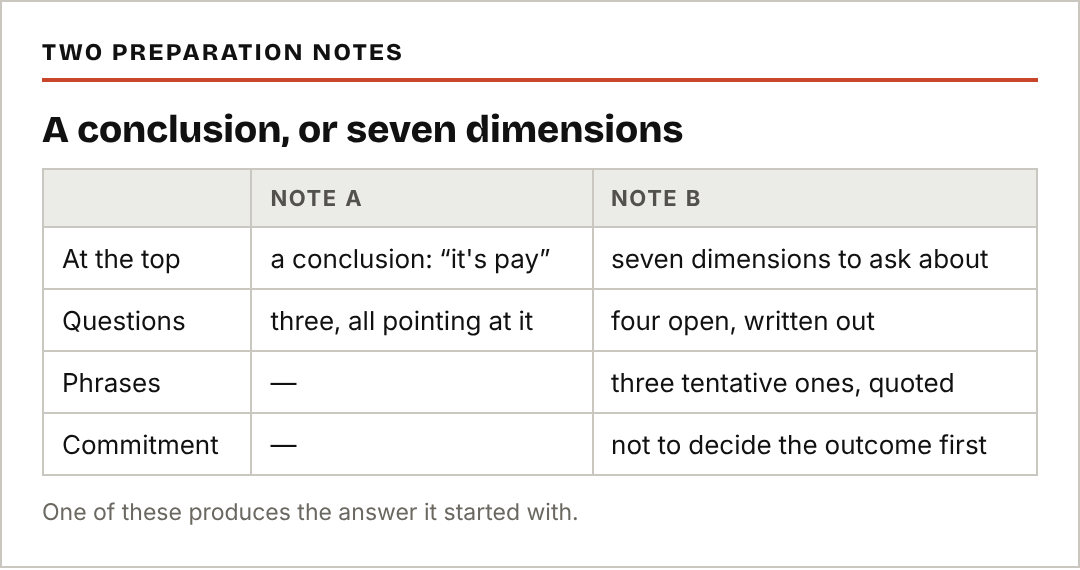 TWO PREPARATION NOTES
A conclusion, or seven dimensions
NOTE A NOTE B
At the top a conclusion: “it's pay” seven dimensions to ask about
Questions three, all pointing at it four open, written out
Phrases — three tentative ones, quoted
Commitment — not to decide the outcome first
One of these produces the answer it started with.